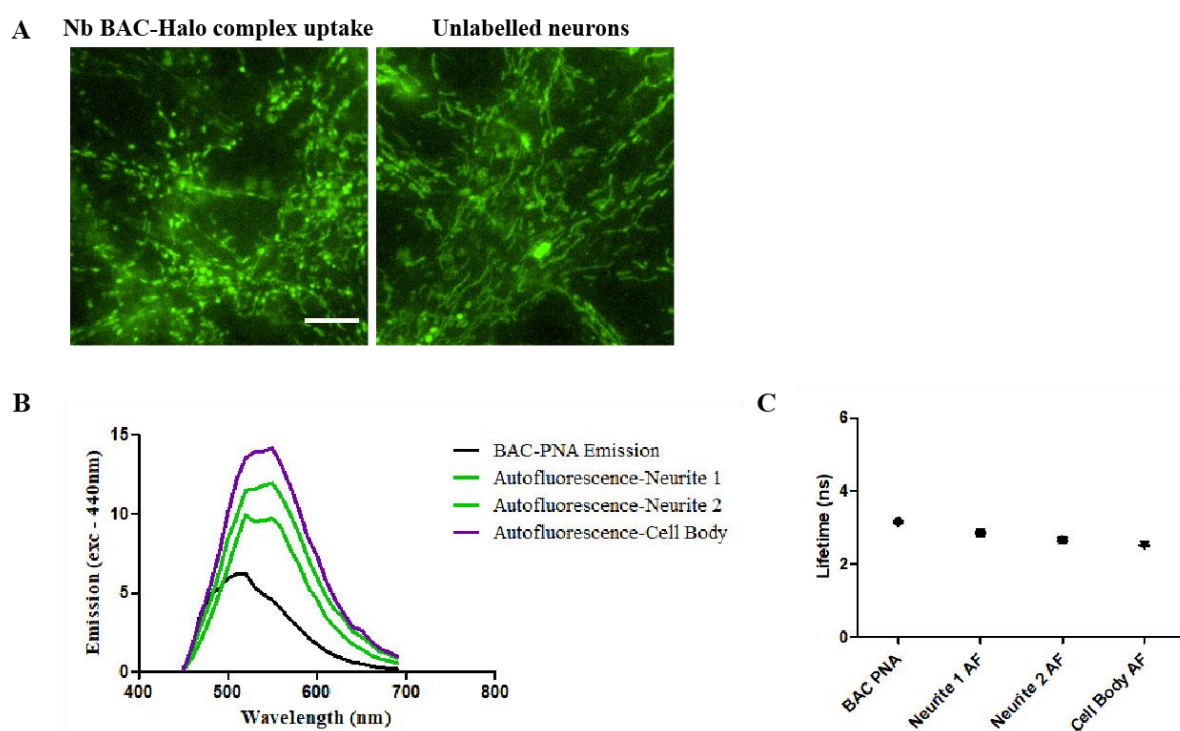 A
Nb BAC-Halo complex uptake
Unlabelled neurons
B
15
10
5
0
400
500
600
700
800
Emission (exc - 440nm)
Wavelength (nm)
BAC-PNA Emission
Autofluorescence-Neurite 1
Autofluorescence-Neurite 2
Autofluorescence-Cell Body
C
6
4
2
0
Lifetime (ns)
BAC PNA
Neurite 1 AF
Neurite 2 AF
Cell Body AF